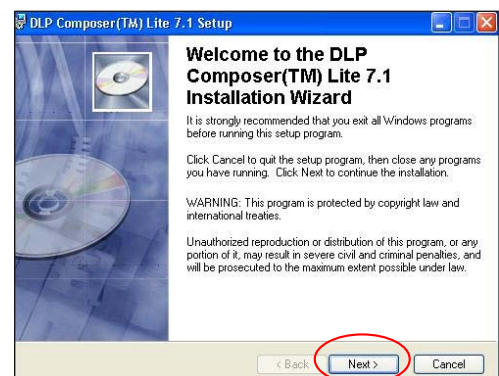 DLP Composer(TM) Lite 7.1 Setup
Welcome to the DLP
Composer(TM) Lite 7.1
Installation Wizard
It is strongly recommended that you exit all Windows programs
before running this setup program.
Click Cancel to quit the setup program, then close any programs
you have running. Click Next to continue the installation.
WARNING: This program is protected by copyright law and
international treaties.
Unauthorized reproduction or distribution of this program, or any
portion of it, may result in severe civil and criminal penalties, and
will be prosecuted to the maximum extent possible under law.
< Back Next > Cancel